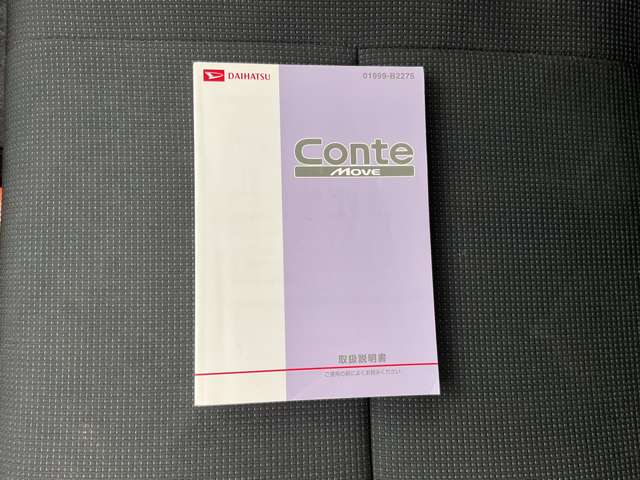 DAIHATSU
01999-B2275
Conte
MOVE
取扱説明書
ご使用の前によくお読みください